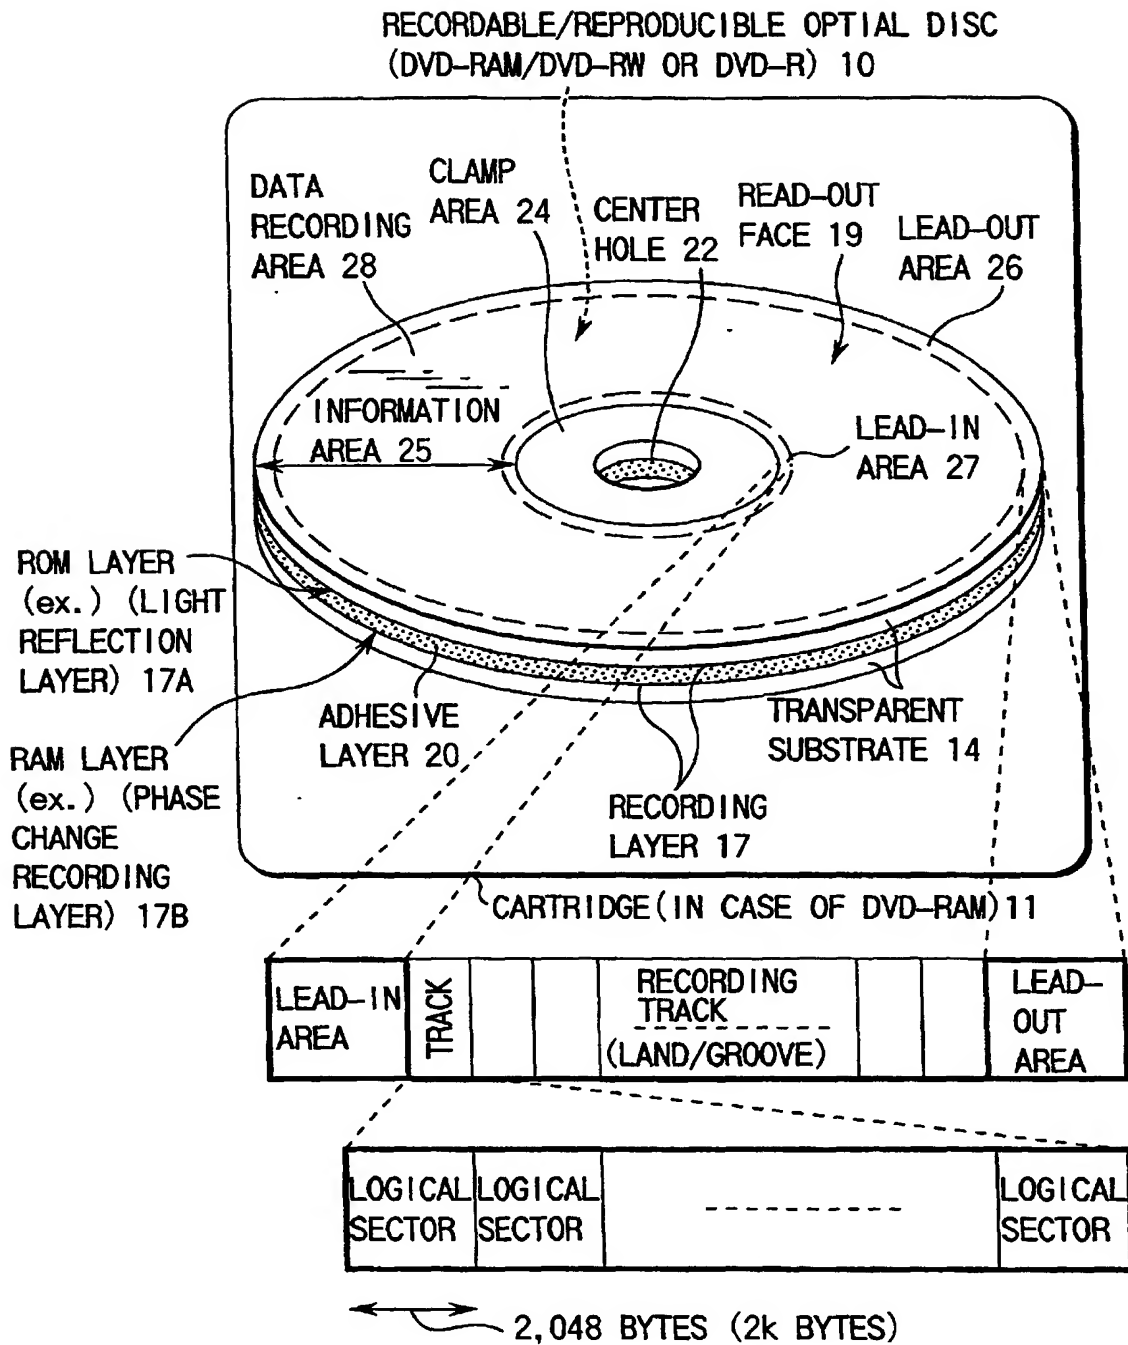 RECORDABLE/REPRODUCIBLE OPTIAL DISC
(DVD-RAM/DVD-RW OR DVD-R) 10
DATA
RECORDING
AREA 28
CLAMP
AREA 24
CENTER
HOLE 22
READ-OUT
FACE 19
LEAD-OUT
AREA 26
INFORMATION
AREA 25
LEAD-IN
AREA 27
ROM LAYER
(ex.) (LIGHT
REFLECTION
LAYER) 17A
ADHESIVE
LAYER 20
TRANSPARENT
SUBSTRATE 14
RAM LAYER
(ex.) (PHASE
CHANGE
RECORDING
LAYER) 17B
RECORDING
LAYER 17
CARTRIDGE(IN CASE OF DVD-RAM)11
LEAD-IN
AREA
TRACK
RECORDING
TRACK
(LAND/GROOVE)
LEAD-
OUT
AREA
LOGICAL
SECTOR
LOGICAL
SECTOR
LOGICAL
SECTOR
2,048 BYTES (2k BYTES)